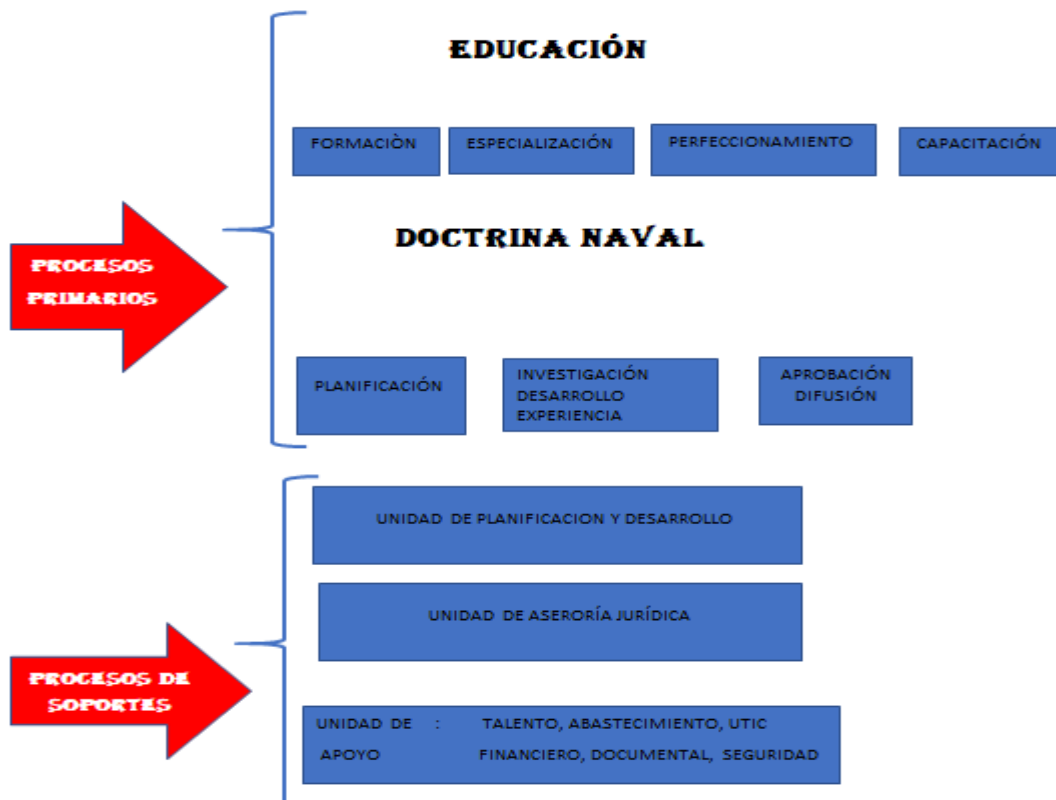 EDUCACIÓN
FORMACIÒN
ESPECIALIZACIÓN
PERFECCIONAMIENTO
CAPACITACIÓN
PROCESOS
PRIMARIOS
DOCTRINA NAVAL
PLANIFICACIÓN
INVESTIGACIÓN
DESARROLLO
EXPERIENCIA
APROBACIÓN
DIFUSIÓN
PROCESOS DE
SOPORTES
UNIDAD DE PLANIFICACION Y DESARROLLO
UNIDAD DE ASERORÍA JURÍDICA
UNIDAD DE : TALENTO, ABASTECIMIENTO, UTIC
APOYO FINANCIERO, DOCUMENTAL, SEGURIDAD